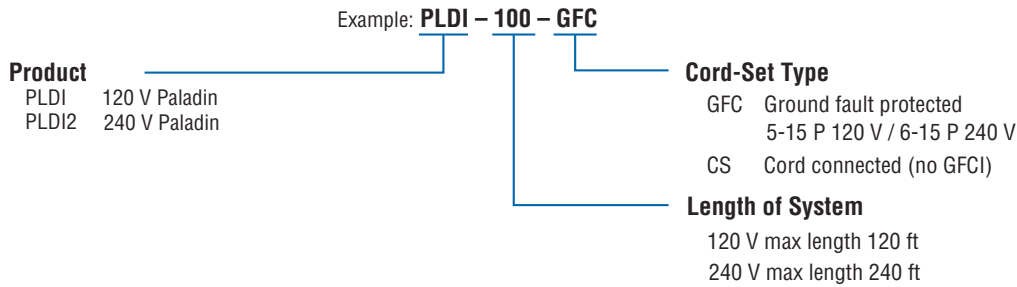 Example: PLDI – 100 – GFC
Product
PLDI 120 V Paladin
PLDI2 240 V Paladin
Cord-Set Type
GFC Ground fault protected
5-15 P 120 V / 6-15 P 240 V
CS Cord connected (no GFCI)
Length of System
120 V max length 120 ft
240 V max length 240 ft